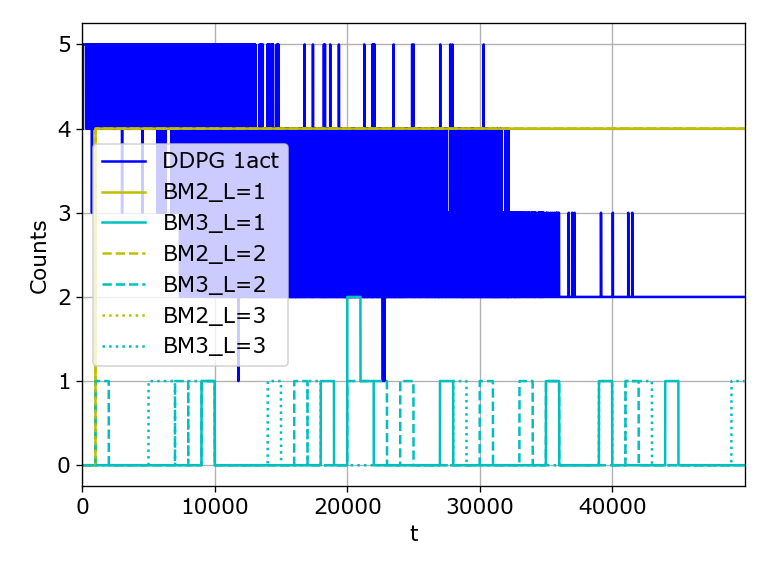 5
4
3
2
1
0
Counts
DDPG 1act
BM2_L=1
BM3_L=1
BM2_L=2
BM3_L=2
BM2_L=3
BM3_L=3
0 10000 20000 30000 40000
t